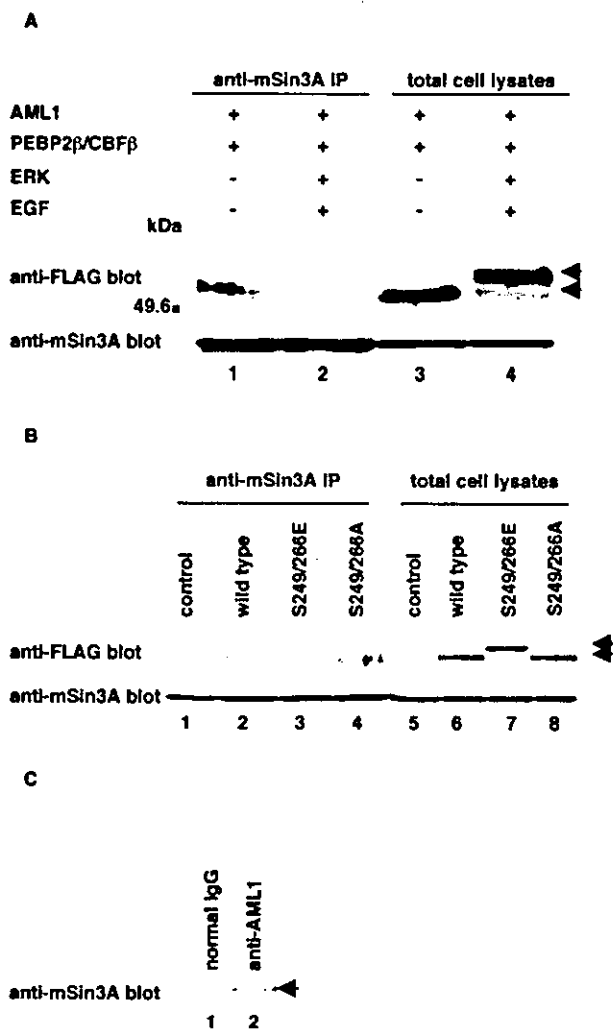 A
anti-mSin3A IP total cell lysates
AML1 + + + +
PEBP2β/CBFβ + + + +
ERK - + - +
EGF - + - +
kDa
anti-FLAG blot
49.6
anti-mSin3A blot
1 2 3 4
B
anti-mSin3A IP total cell lysates
control wild type S249/266E S249/266A control wild type S249/266E S249/266A
anti-FLAG blot
anti-mSin3A blot
1 2 3 4 5 6 7 8
C
normal IgG anti-AML1
anti-mSin3A blot
1 2